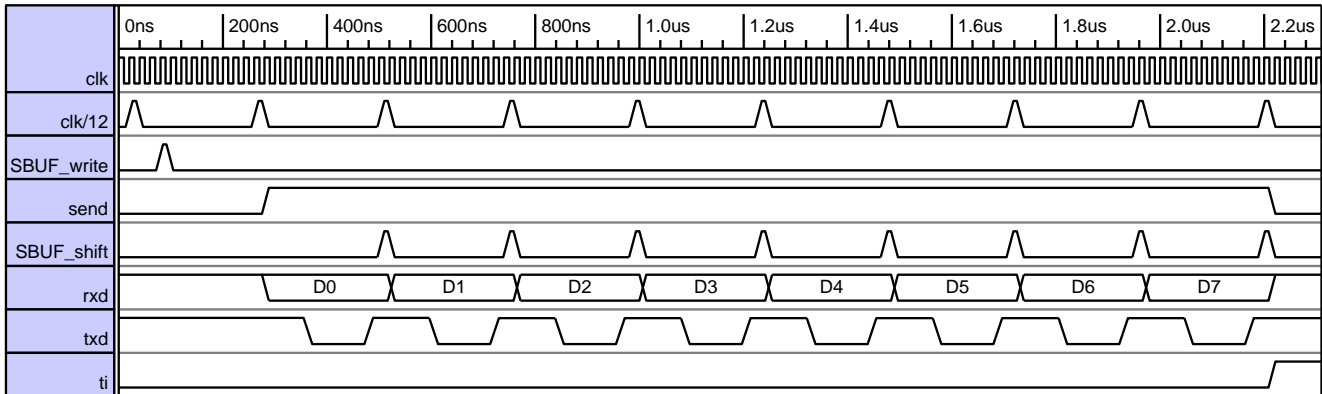 0ns 200ns 400ns 600ns 800ns 1.0us 1.2us 1.4us 1.6us 1.8us 2.0us 2.2us
clk
clk/12
SBUF_write
send
SBUF_shift
rxd D0 D1 D2 D3 D4 D5 D6 D7
txd
ti